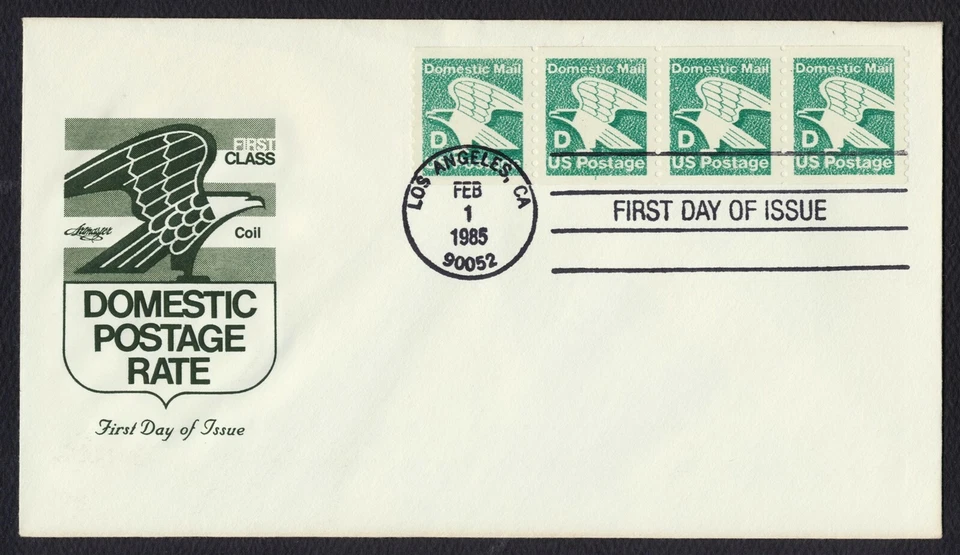 FIRST
CLASS
Artmaster
Coil
DOMESTIC
POSTAGE
RATE
First Day of Issue
Domestic Mail
D
US Postage
Domestic Mail
D
US Postage
Domestic Mail
D
US Postage
Domestic Mail
D
US Postage
LOS ANGELES, CA
FEB
1
1985
90052
FIRST DAY OF ISSUE